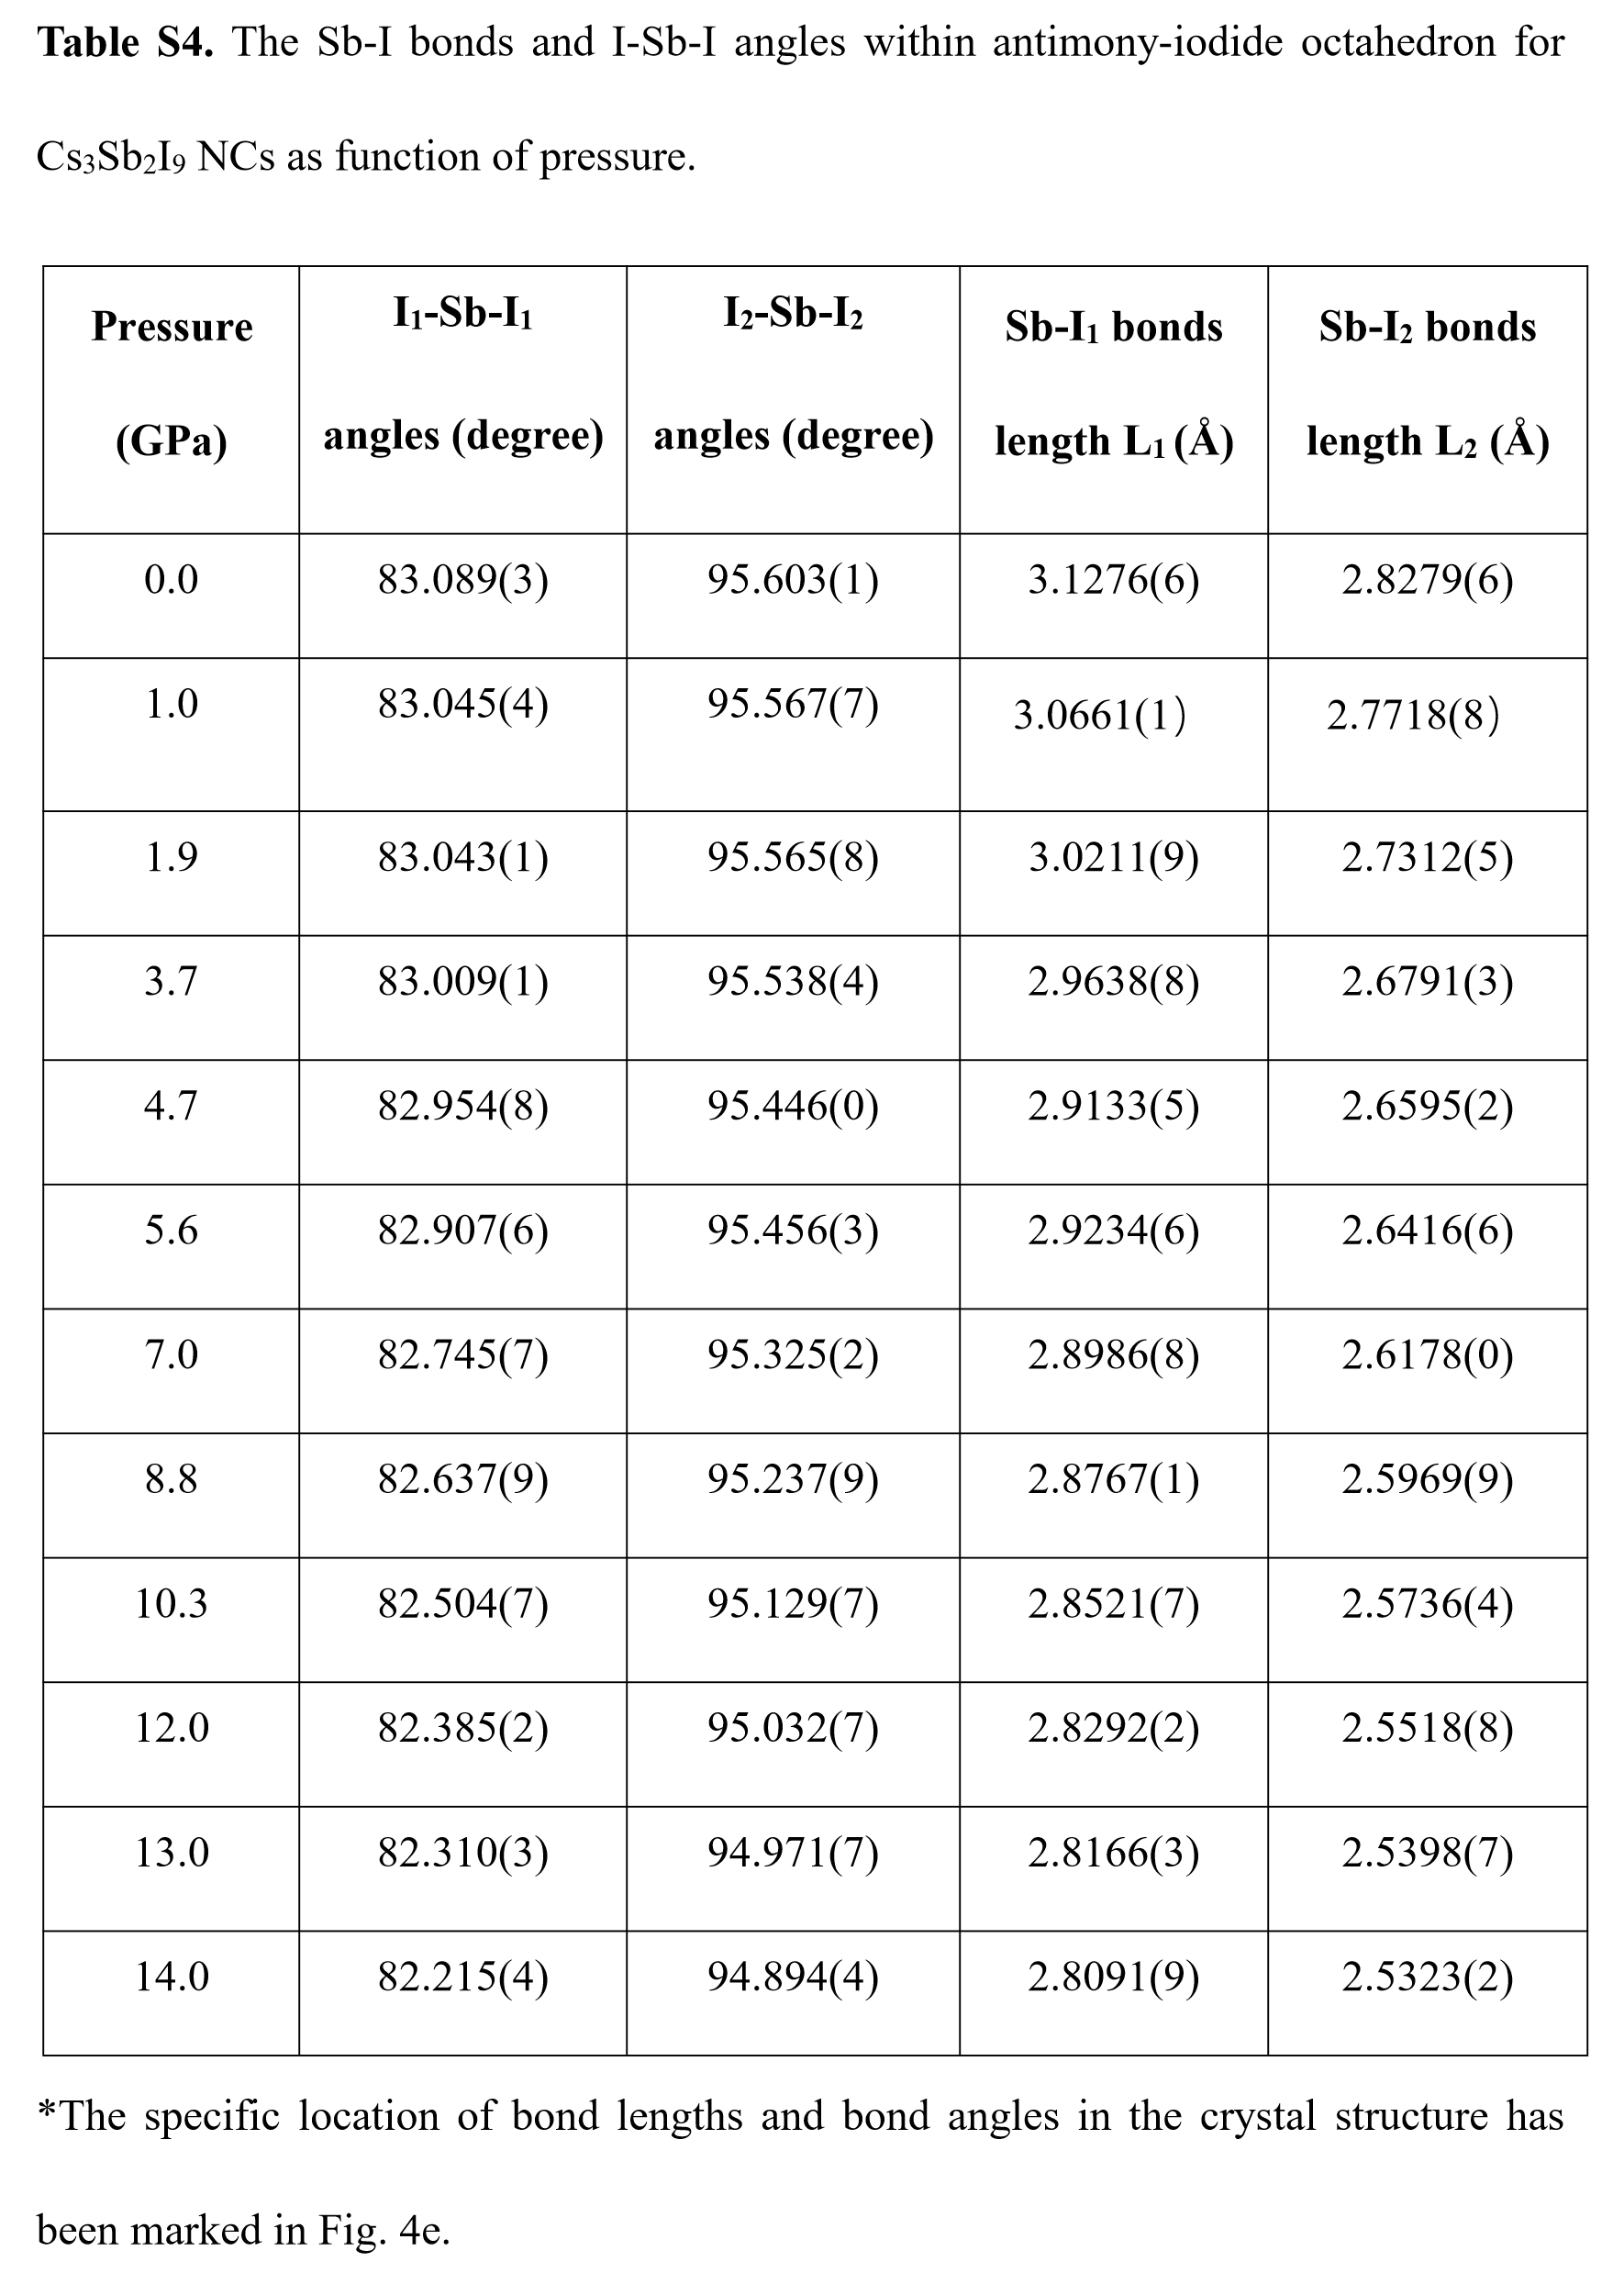 Table S4. The Sb-I bonds and I-Sb-I angles within antimony-iodide octahedron for
Cs₃Sb₂I₉ NCs as function of pressure.
Pressure (GPa) I₁-Sb-I₁ angles (degree) I₂-Sb-I₂ angles (degree) Sb-I₁ bonds length L₁ (Å) Sb-I₂ bonds length L₂ (Å)
0.0 83.089(3) 95.603(1) 3.1276(6) 2.8279(6)
1.0 83.045(4) 95.567(7) 3.0661(1) 2.7718(8)
1.9 83.043(1) 95.565(8) 3.0211(9) 2.7312(5)
3.7 83.009(1) 95.538(4) 2.9638(8) 2.6791(3)
4.7 82.954(8) 95.446(0) 2.9133(5) 2.6595(2)
5.6 82.907(6) 95.456(3) 2.9234(6) 2.6416(6)
7.0 82.745(7) 95.325(2) 2.8986(8) 2.6178(0)
8.8 82.637(9) 95.237(9) 2.8767(1) 2.5969(9)
10.3 82.504(7) 95.129(7) 2.8521(7) 2.5736(4)
12.0 82.385(2) 95.032(7) 2.8292(2) 2.5518(8)
13.0 82.310(3) 94.971(7) 2.8166(3) 2.5398(7)
14.0 82.215(4) 94.894(4) 2.8091(9) 2.5323(2)
*The specific location of bond lengths and bond angles in the crystal structure has
been marked in Fig. 4e.